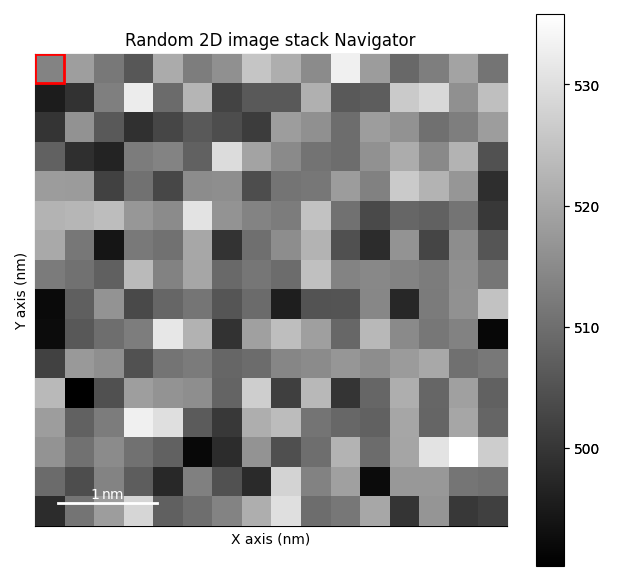 Random 2D image stack Navigator
530
520
510
500
Y axis (nm)
1 nm
X axis (nm)